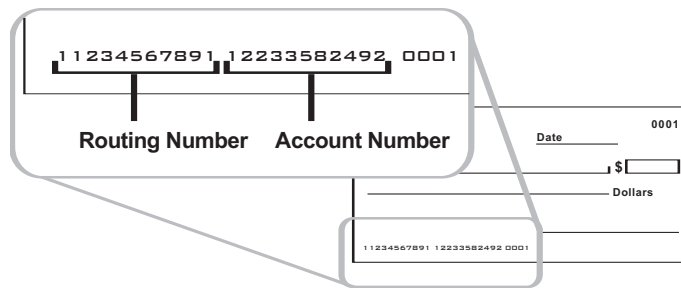 11234567891 12233582492 0001
Routing Number Account Number
0001
Date
$
Dollars
11234567891 12233582492 0001